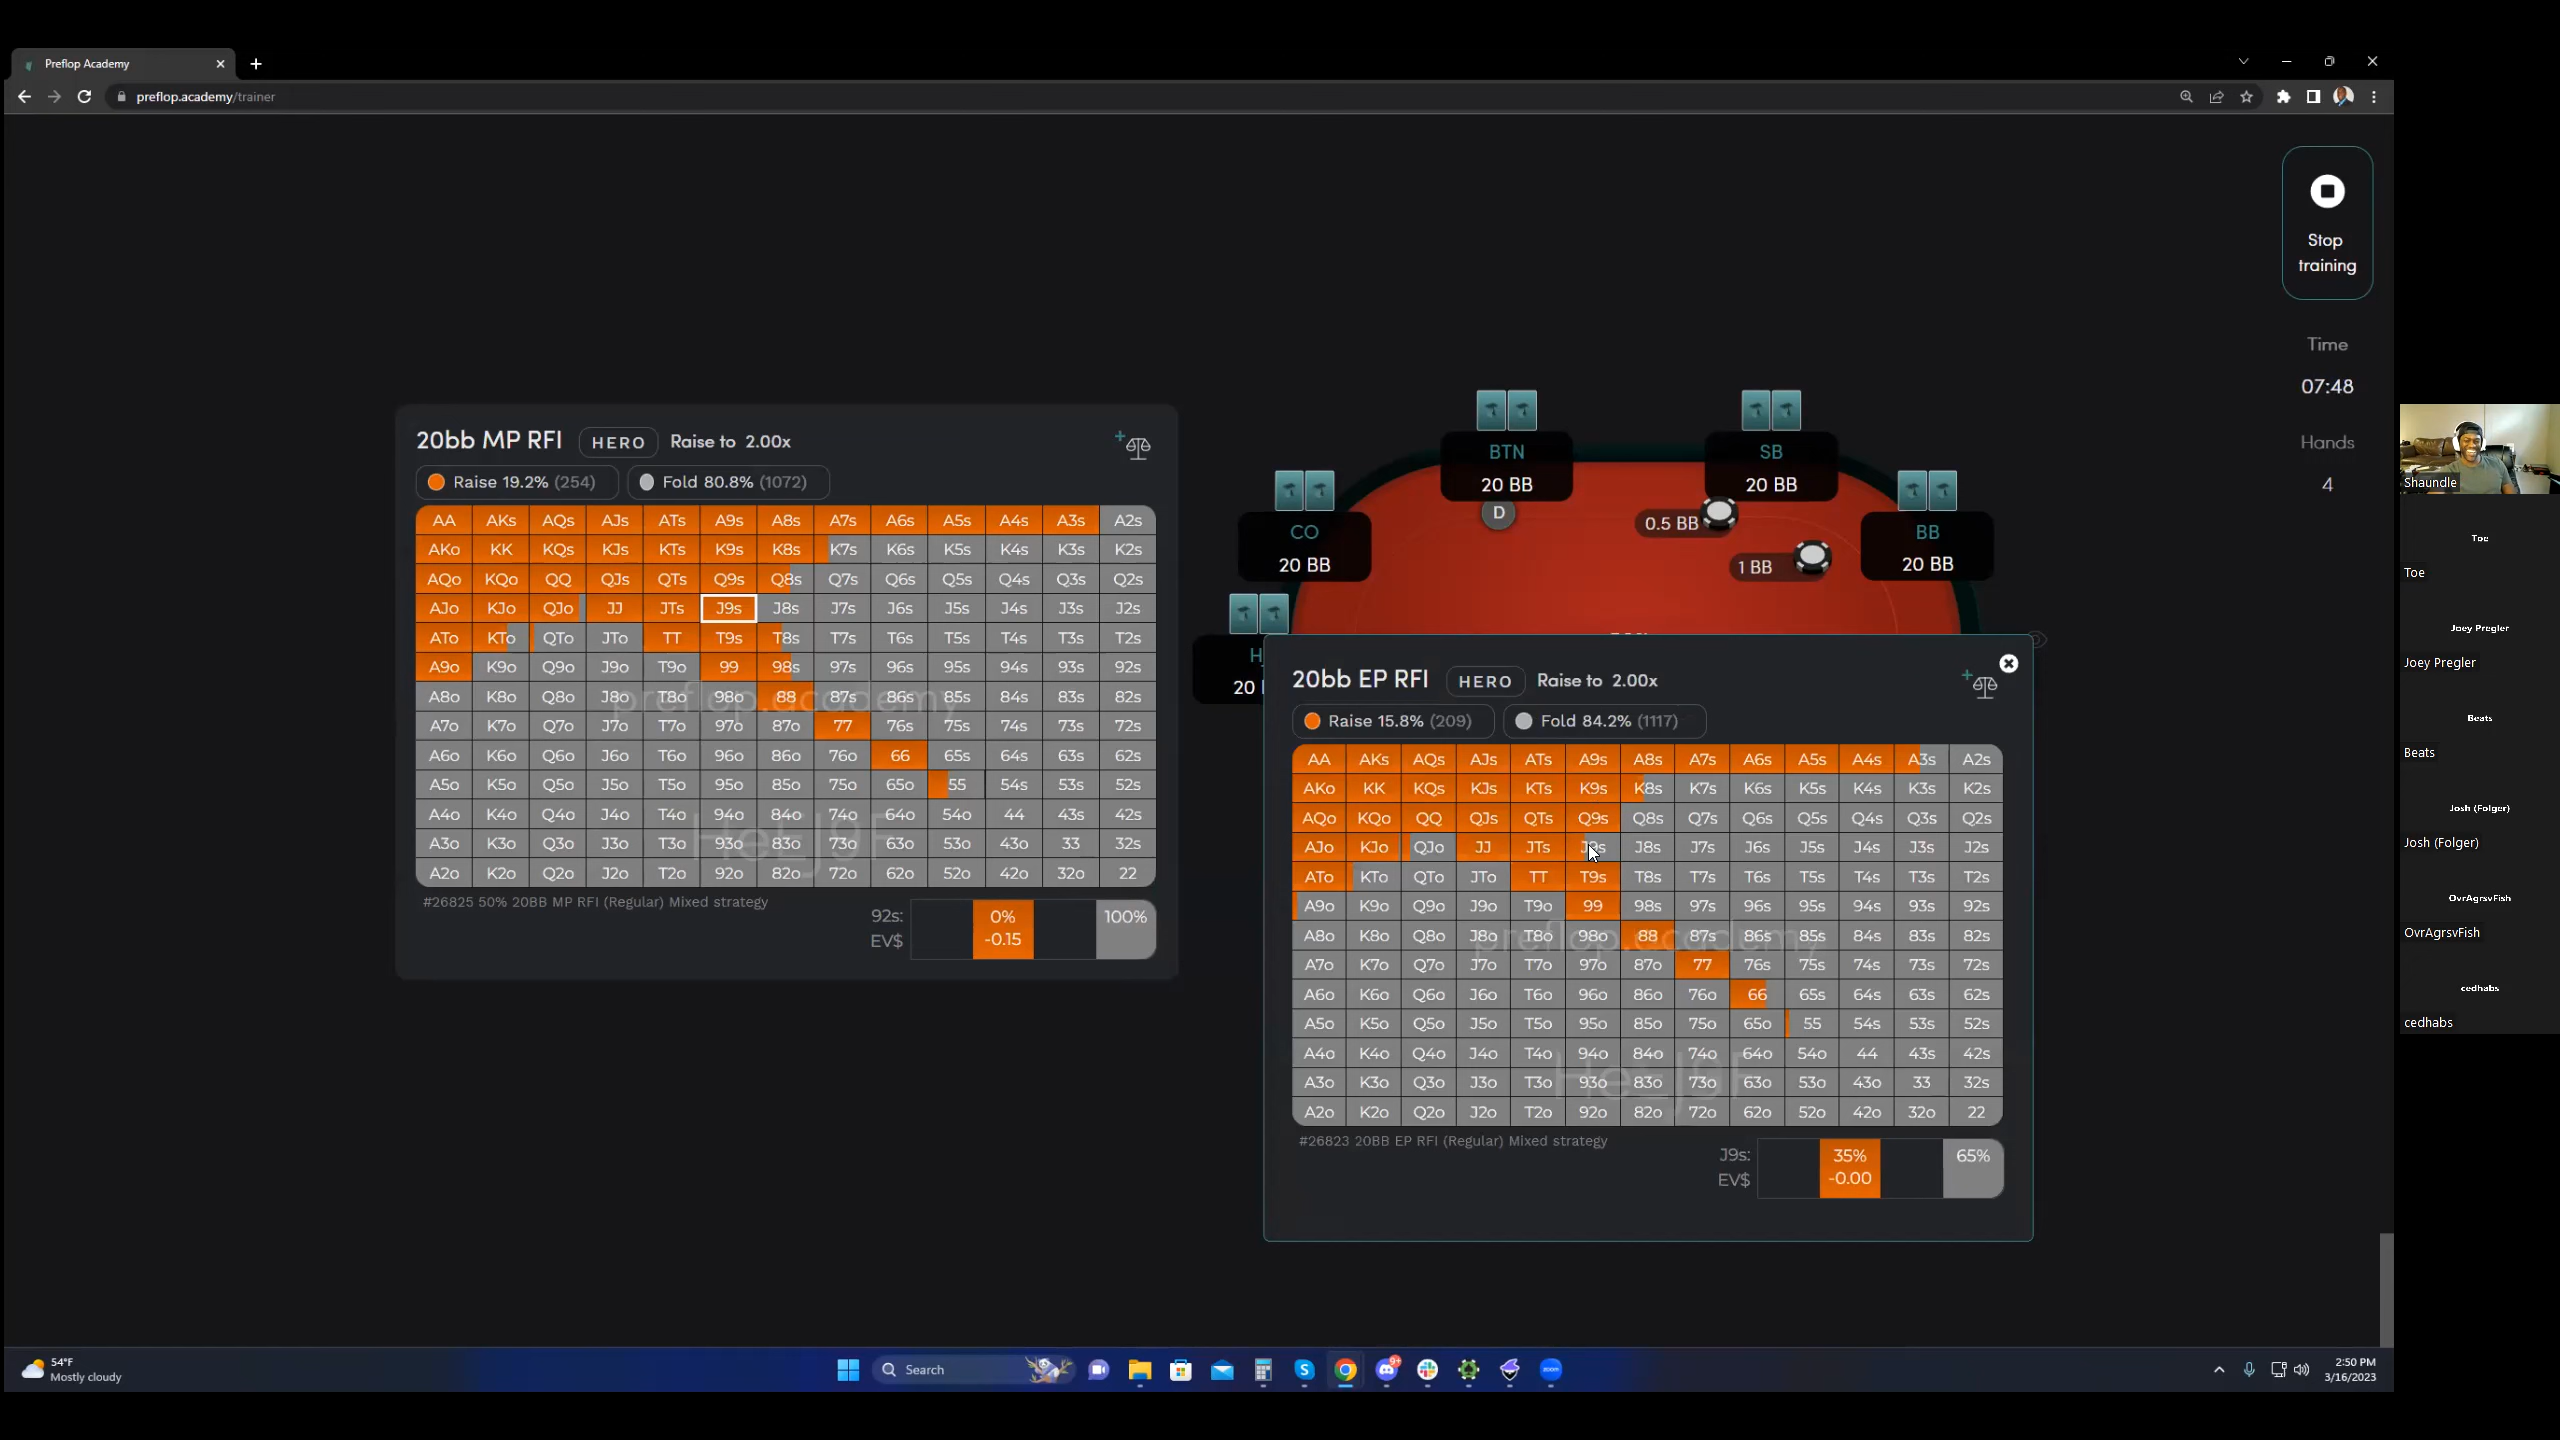 Preflop Academy
preflop.academy/trainer
Stop
training
Time
07:48
Hands
4
BTN
20 BB
SB
20 BB
CO
20 BB
BB
20 BB
D
0.5 BB
1 BB
20bb MP RFI HERO Raise to 2.00x
Raise 19.2% (254) Fold 80.8% (1072)
AA AKs AQs AJs ATs A9s A8s A7s A6s A5s A4s A3s A2s
AKo KK KQs KJs KTs K9s K8s K7s K6s K5s K4s K3s K2s
AQo KQo QQ QJs QTs Q9s Q8s Q7s Q6s Q5s Q4s Q3s Q2s
AJo KJo QJo JJ JTs J9s J8s J7s J6s J5s J4s J3s J2s
ATo KTo QTo JTo TT T9s T8s T7s T6s T5s T4s T3s T2s
A9o K9o Q9o J9o T9o 99 98s 97s 96s 95s 94s 93s 92s
A8o K8o Q8o J8o T8o 98o 88 87s 86s 85s 84s 83s 82s
A7o K7o Q7o J7o T7o 97o 87o 77 76s 75s 74s 73s 72s
A6o K6o Q6o J6o T6o 96o 86o 76o 66 65s 64s 63s 62s
A5o K5o Q5o J5o T5o 95o 85o 75o 65o 55 54s 53s 52s
A4o K4o Q4o J4o T4o 94o 84o 74o 64o 54o 44 43s 42s
A3o K3o Q3o J3o T3o 93o 83o 73o 63o 53o 43o 33 32s
A2o K2o Q2o J2o T2o 92o 82o 72o 62o 52o 42o 32o 22
preflop.academy
HeEJ9F
#26825 50% 20BB MP RFI (Regular) Mixed strategy
92s: 0% 100%
EV$ -0.15
20bb EP RFI HERO Raise to 2.00x
Raise 15.8% (209) Fold 84.2% (1117)
AA AKs AQs AJs ATs A9s A8s A7s A6s A5s A4s A3s A2s
AKo KK KQs KJs KTs K9s K8s K7s K6s K5s K4s K3s K2s
AQo KQo QQ QJs QTs Q9s Q8s Q7s Q6s Q5s Q4s Q3s Q2s
AJo KJo QJo JJ JTs J9s J8s J7s J6s J5s J4s J3s J2s
ATo KTo QTo JTo TT T9s T8s T7s T6s T5s T4s T3s T2s
A9o K9o Q9o J9o T9o 99 98s 97s 96s 95s 94s 93s 92s
A8o K8o Q8o J8o T8o 98o 88 87s 86s 85s 84s 83s 82s
A7o K7o Q7o J7o T7o 97o 87o 77 76s 75s 74s 73s 72s
A6o K6o Q6o J6o T6o 96o 86o 76o 66 65s 64s 63s 62s
A5o K5o Q5o J5o T5o 95o 85o 75o 65o 55 54s 53s 52s
A4o K4o Q4o J4o T4o 94o 84o 74o 64o 54o 44 43s 42s
A3o K3o Q3o J3o T3o 93o 83o 73o 63o 53o 43o 33 32s
A2o K2o Q2o J2o T2o 92o 82o 72o 62o 52o 42o 32o 22
preflop.academy
HeEJ9F
#26823 20BB EP RFI (Regular) Mixed strategy
J9s: 35% 65%
EV$ -0.00
Shaundle
Toe
Toe
Joey Pregler
Joey Pregler
Beats
Beats
Josh (Folger)
Josh (Folger)
OvrAgrsvFish
OvrAgrsvFish
cedhabs
cedhabs
54°F
Mostly cloudy
Search
2:50 PM
3/16/2023